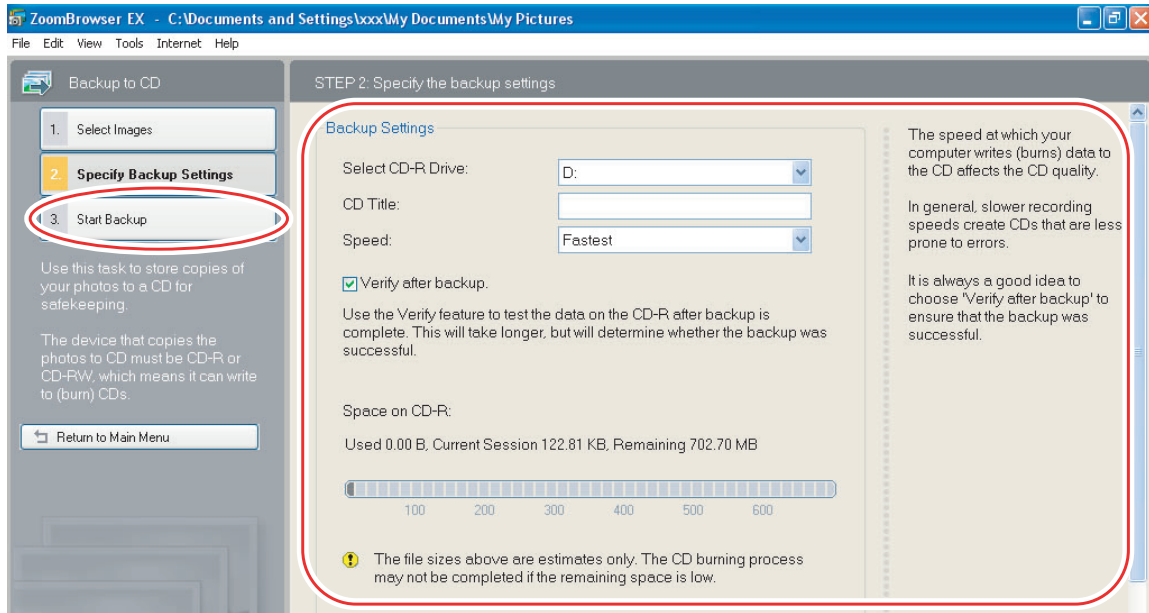 ZoomBrowser EX - C:\Documents and Settings\xxx\My Documents\My Pictures
File Edit View Tools Internet Help
Backup to CD
1. Select Images
2. Specify Backup Settings
3. Start Backup
Use this task to store copies of
your photos to a CD for
safekeeping.
The device that copies the
photos to CD must be CD-R or
CD-RW, which means it can write
to (burn) CDs.
Return to Main Menu
STEP 2: Specify the backup settings
Backup Settings
Select CD-R Drive: D:
CD Title:
Speed: Fastest
Verify after backup.
Use the Verify feature to test the data on the CD-R after backup is
complete. This will take longer, but will determine whether the backup was
successful.
Space on CD-R:
Used 0.00 B, Current Session 122.81 KB, Remaining 702.70 MB
100 200 300 400 500 600
The file sizes above are estimates only. The CD burning process
may not be completed if the remaining space is low.
The speed at which your
computer writes (burns) data to
the CD affects the CD quality.
In general, slower recording
speeds create CDs that are less
prone to errors.
It is always a good idea to
choose 'Verify after backup' to
ensure that the backup was
successful.